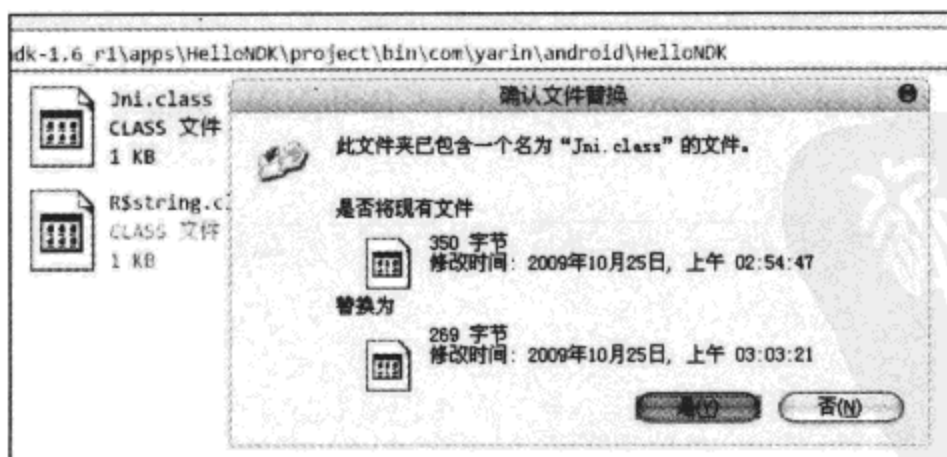 ndk-1.6_r1\apps\HelloNDK\project\bin\com\yarin\android\HelloNDK
Jni.class
CLASS 文件
1 KB
R$string.cl
CLASS 文件
1 KB
确认文件替换
此文件夹已包含一个名为“Jni.class”的文件。
是否将现有文件
350 字节
修改时间: 2009年10月25日, 上午 02:54:47
替换为
269 字节
修改时间: 2009年10月25日, 上午 03:03:21
是(Y)
否(N)